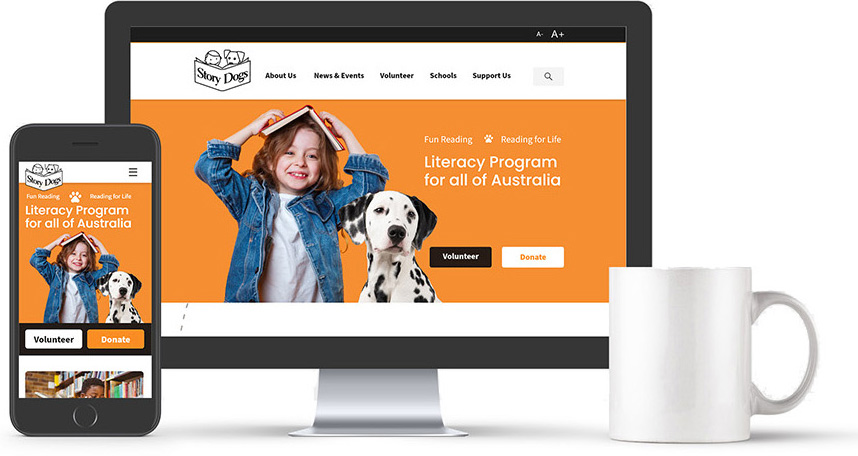 A- A+
Story Dogs
About Us News & Events Volunteer Schools Support Us
Fun Reading Reading for Life
Literacy Program
for all of Australia
Volunteer Donate
Story Dogs
Fun Reading Reading for Life
Literacy Program
for all of Australia
Volunteer Donate